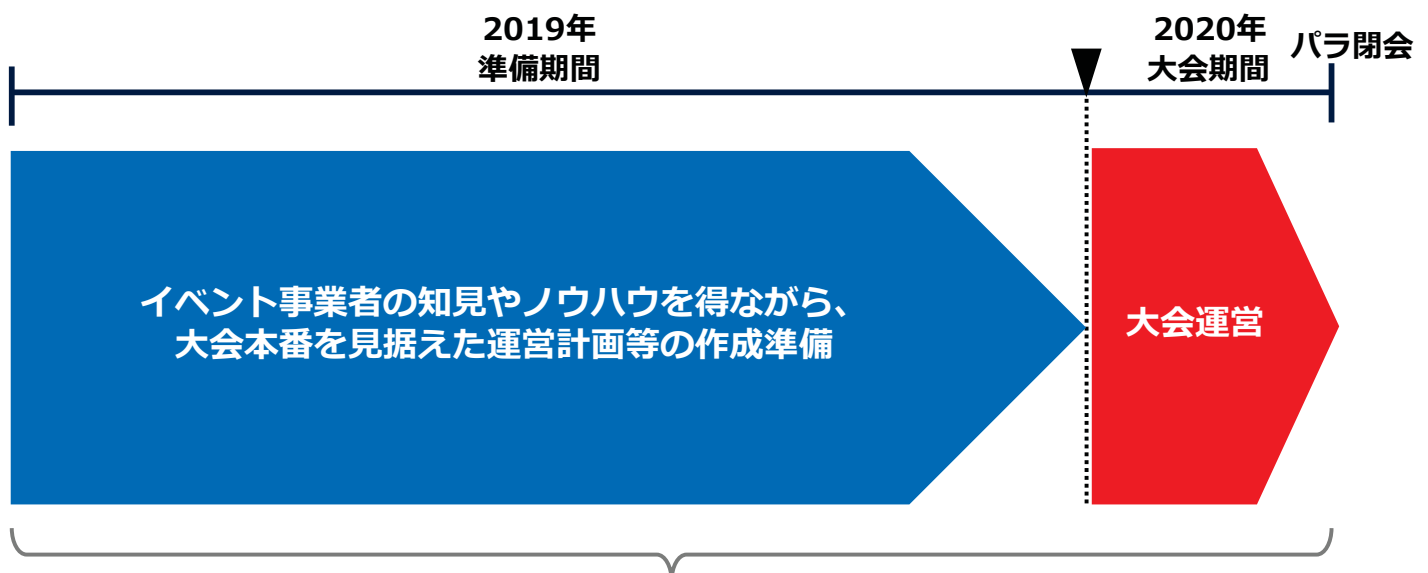 2019年
準備期間
2020年
大会期間
パラ閉会
イベント事業者の知見やノウハウを得ながら、
大会本番を見据えた運営計画等の作成準備
大会運営